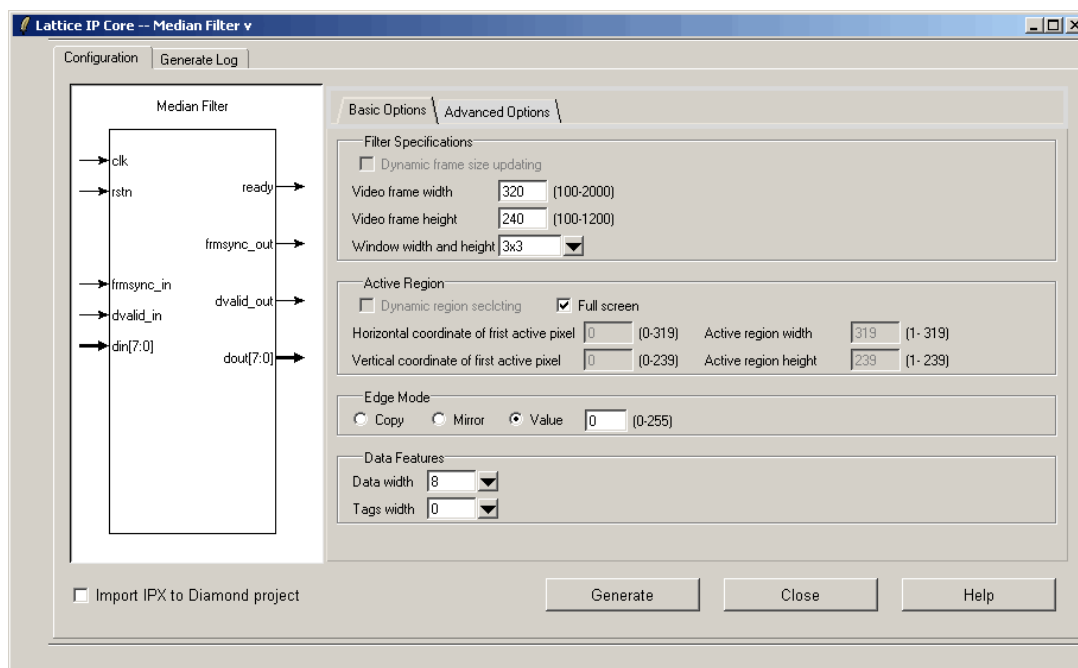 Lattice IP Core -- Median Filter v
Configuration
Generate Log
Median Filter
clk
rstn
ready
frmsync_out
frmsync_in
dvalid_out
dvalid_in
din[7:0]
dout[7:0]
Basic Options
Advanced Options
Filter Specifications
Dynamic frame size updating
Video frame width 320 (100-2000)
Video frame height 240 (100-1200)
Window width and height 3x3
Active Region
Dynamic region seclcting Full screen
Horizontal coordinate of frist active pixel 0 (0-319) Active region width 319 (1- 319)
Vertical coordinate of first active pixel 0 (0-239) Active region height 239 (1- 239)
Edge Mode
Copy Mirror Value 0 (0-255)
Data Features
Data width 8
Tags width 0
Import IPX to Diamond project
Generate
Close
Help